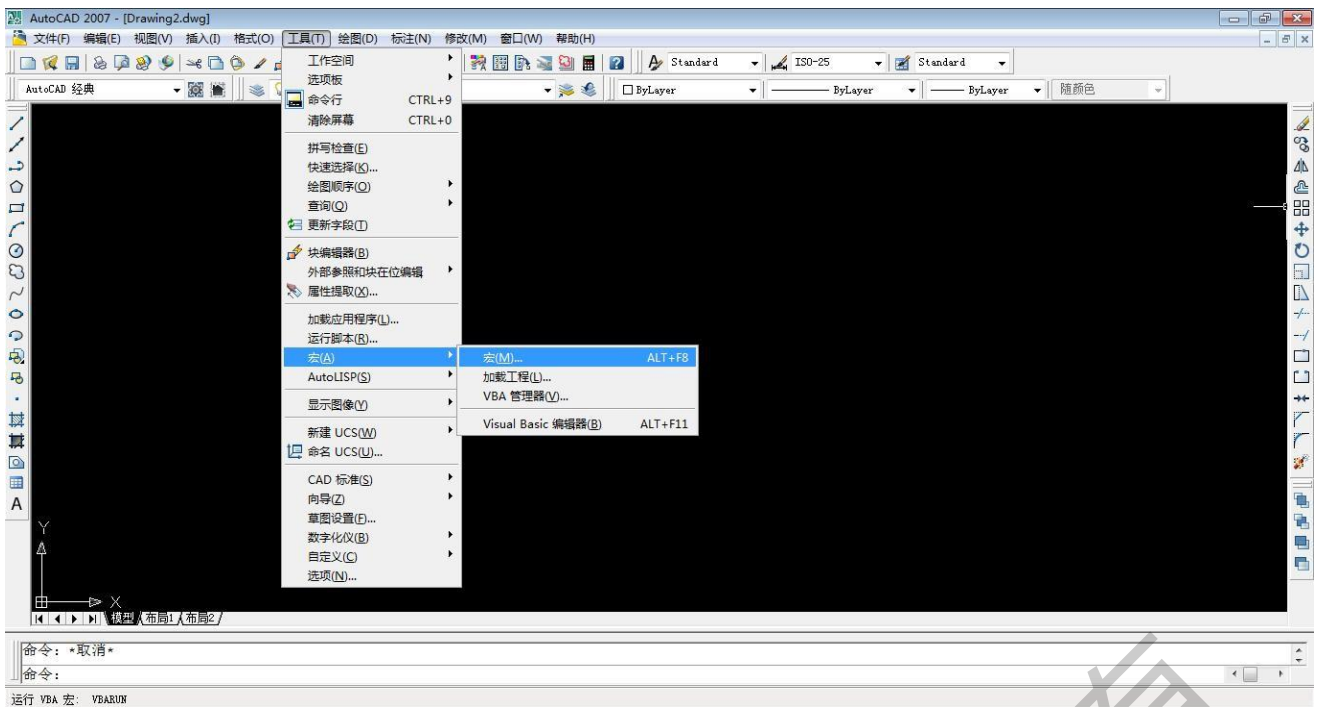 AutoCAD 2007 - [Drawing2.dwg]
文件(F) 编辑(E) 视图(V) 插入(I) 格式(O) 工具(T) 绘图(D) 标注(N) 修改(M) 窗口(W) 帮助(H)
Standard ISO-25 Standard
AutoCAD 经典 ByLayer ByLayer ByLayer 随颜色
工作空间
选项板
命令行 CTRL+9
清除屏幕 CTRL+0
拼写检查(E)
快速选择(K)...
绘图顺序(O)
查询(Q)
更新字段(T)
块编辑器(B)
外部参照和块在位编辑
属性提取(X)...
加载应用程序(L)...
运行脚本(R)...
宏(A)
AutoLISP(S)
显示图像(Y)
新建 UCS(W)
命名 UCS(U)...
CAD 标准(S)
向导(Z)
草图设置(F)...
数字化仪(B)
自定义(C)
选项(N)...
宏(M)... ALT+F8
加载工程(L)...
VBA 管理器(V)...
Visual Basic 编辑器(B) ALT+F11
A
Y
X
模型 布局1 布局2
命令: *取消*
命令:
运行 VBA 宏: VBARUN